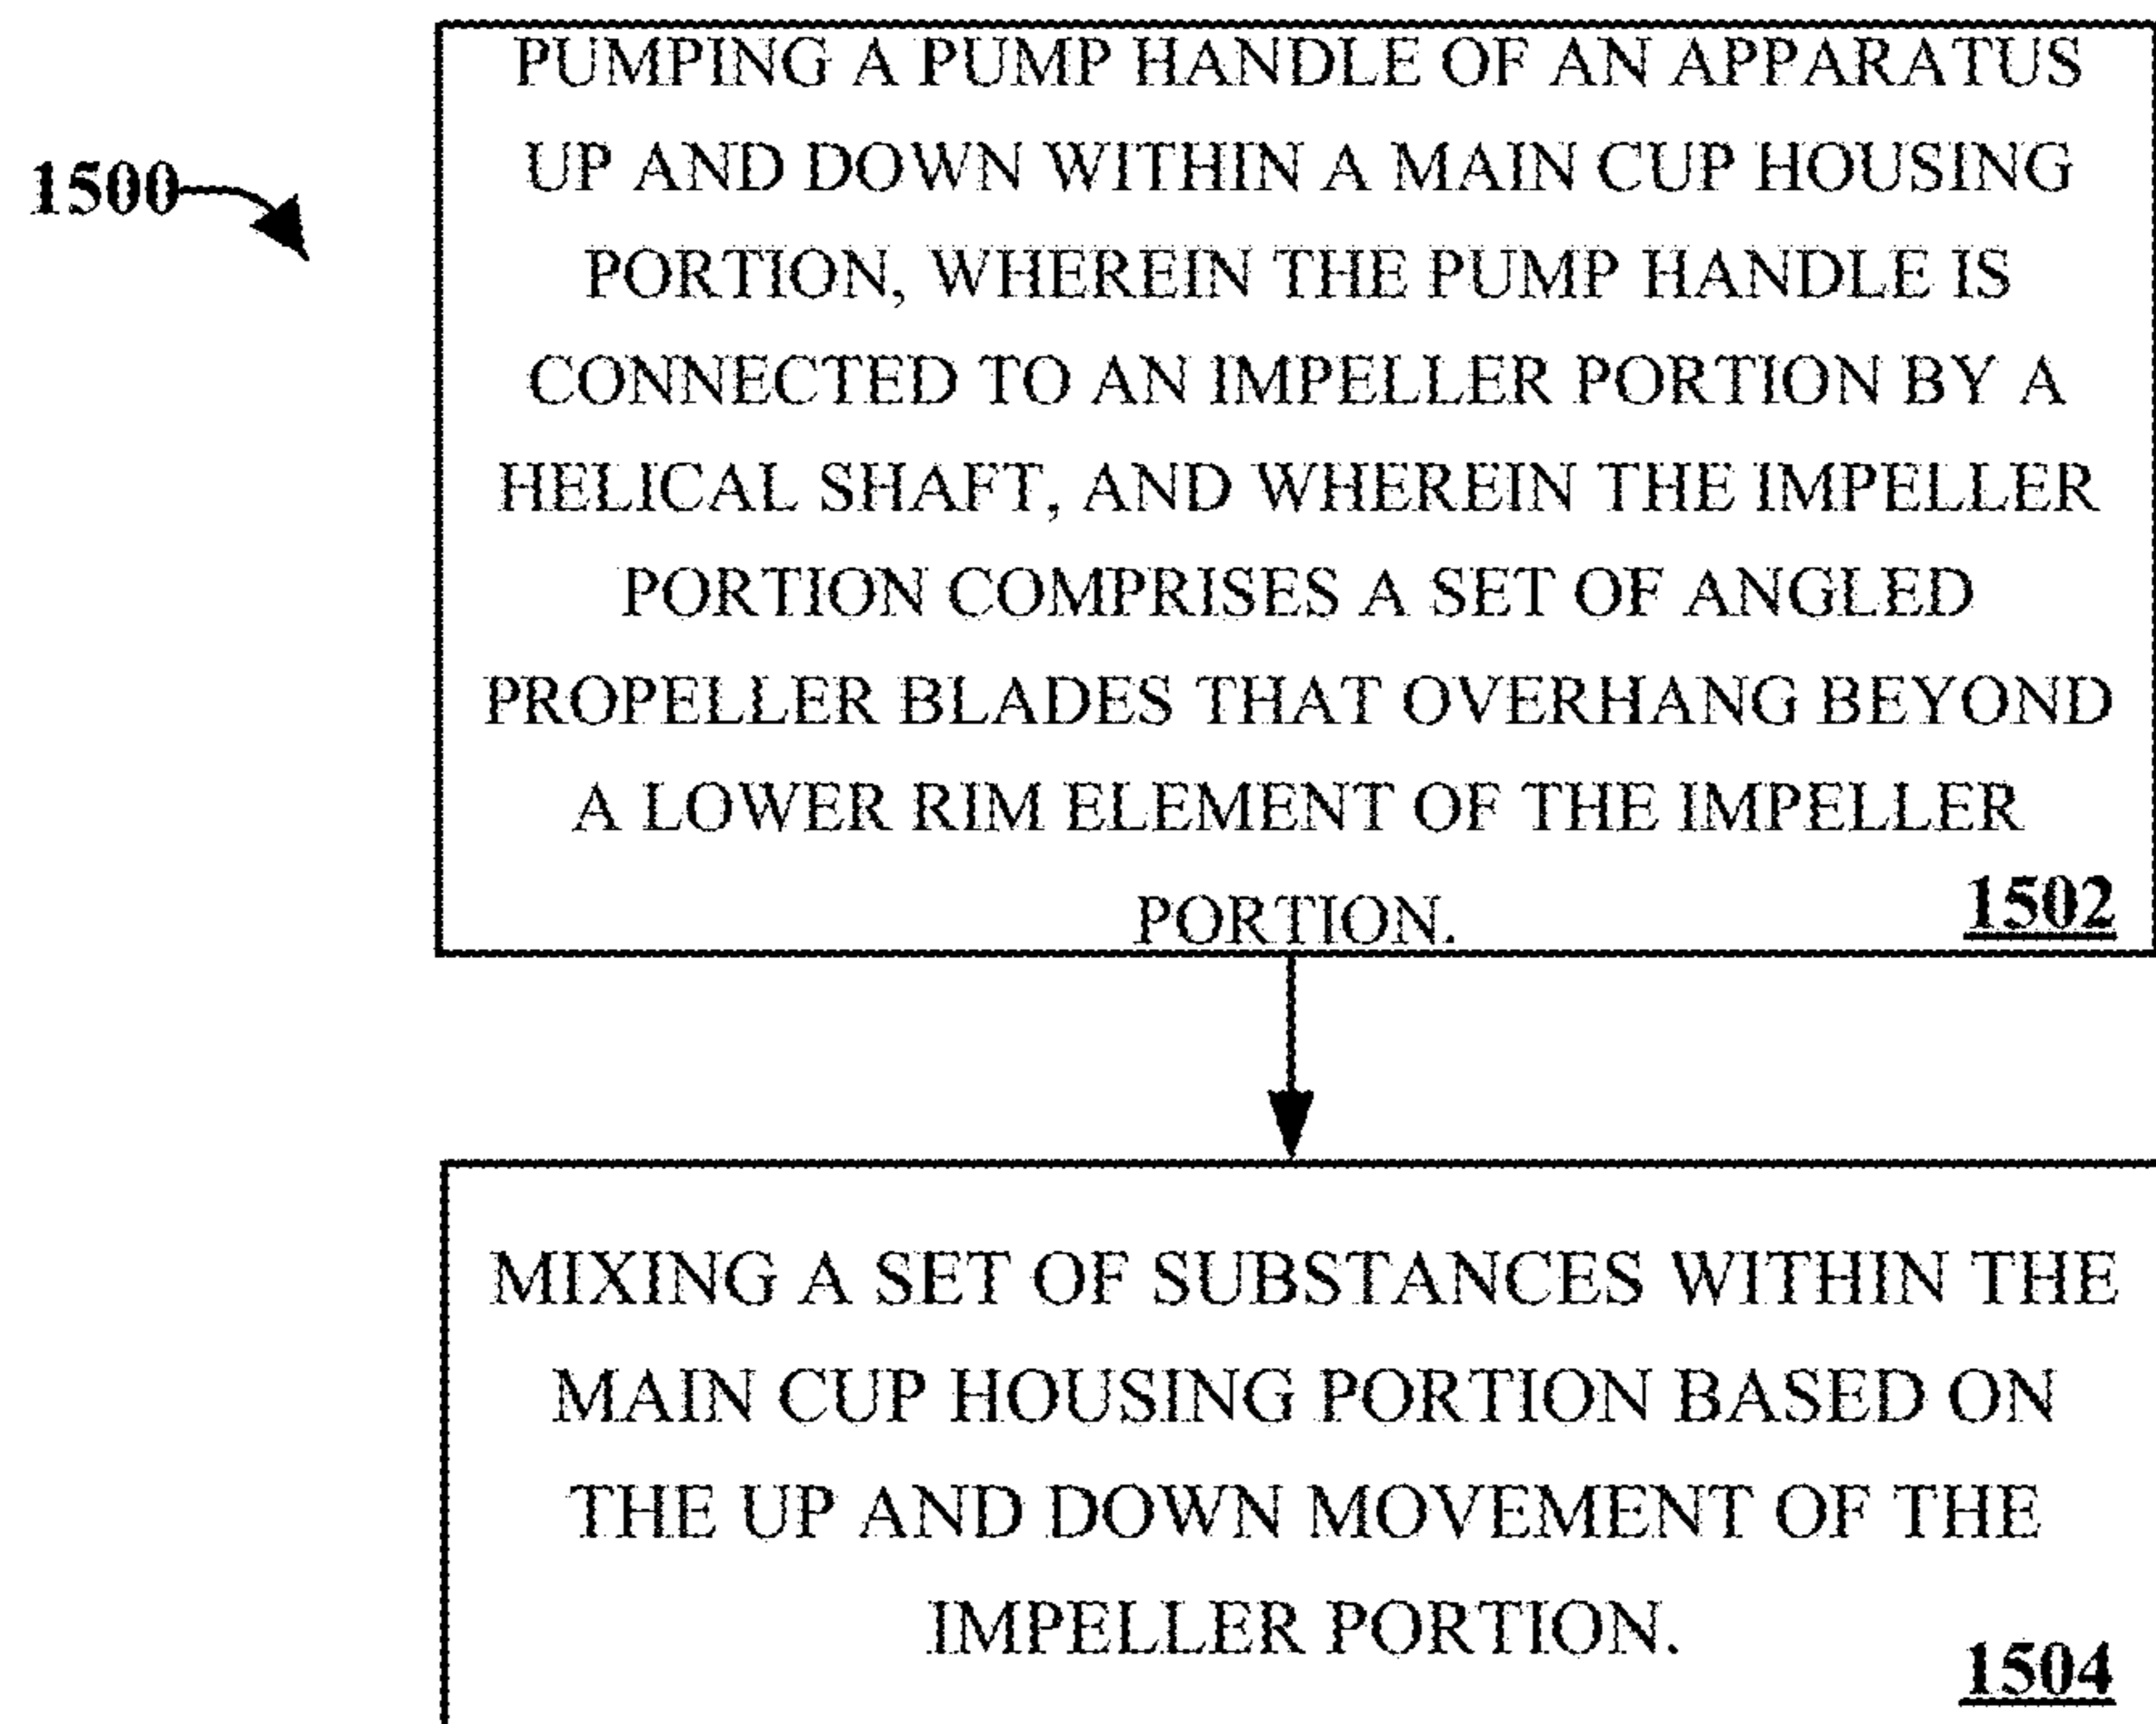 1500
PUMPING A PUMP HANDLE OF AN APPARATUS
UP AND DOWN WITHIN A MAIN CUP HOUSING
PORTION, WHEREIN THE PUMP HANDLE IS
CONNECTED TO AN IMPELLER PORTION BY A
HELICAL SHAFT, AND WHEREIN THE IMPELLER
PORTION COMPRISES A SET OF ANGLED
PROPELLER BLADES THAT OVERHANG BEYOND
A LOWER RIM ELEMENT OF THE IMPELLER
PORTION.
1502
MIXING A SET OF SUBSTANCES WITHIN THE
MAIN CUP HOUSING PORTION BASED ON
THE UP AND DOWN MOVEMENT OF THE
IMPELLER PORTION.
1504